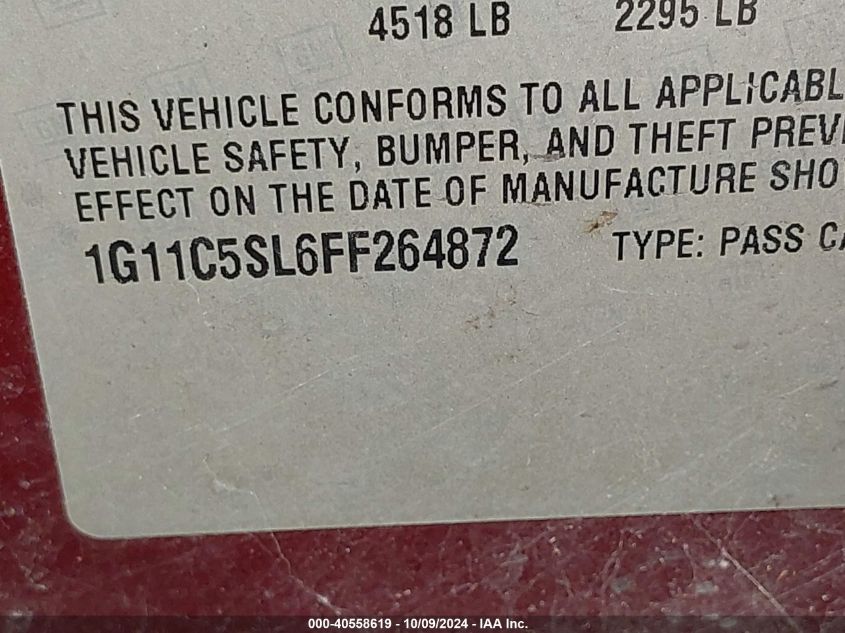 4518 LB 2295 LB
THIS VEHICLE CONFORMS TO ALL APPLICABL
VEHICLE SAFETY, BUMPER, AND THEFT PREV
EFFECT ON THE DATE OF MANUFACTURE SHO
1G11C5SL6FF264872 TYPE: PASS CA
000-40558619 - 10/09/2024 - IAA Inc.